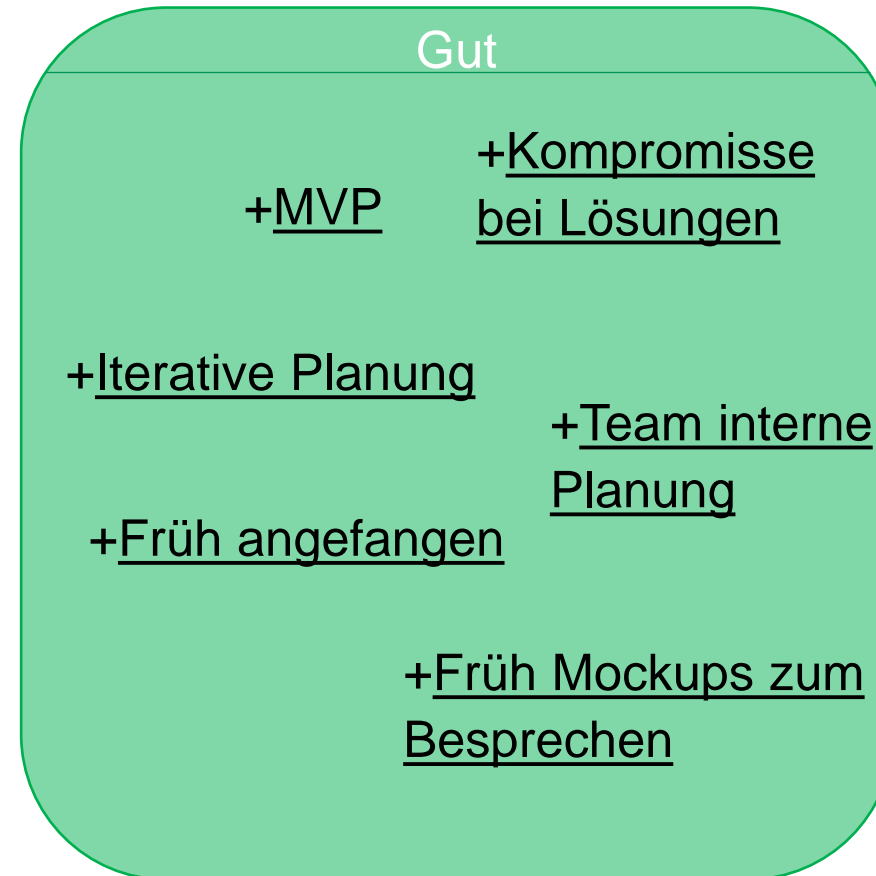 Gut
+Kompromisse
bei Lösungen
+MVP
+Iterative Planung
+Team interne
Planung
+Früh angefangen
+Früh Mockups zum
Besprechen